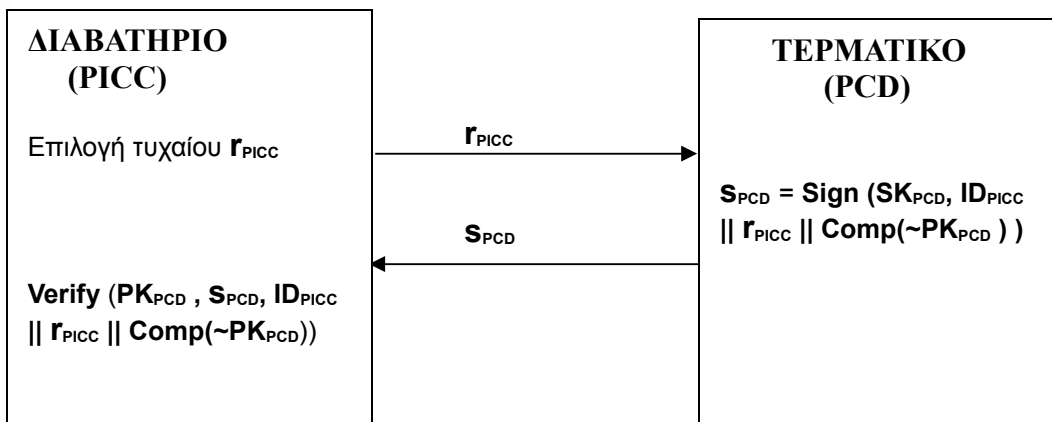 ΔΙΑΒΑΤΗΡΙΟ
(PICC)
Επιλογή τυχαίου rPICC
rPICC
sPCD
Verify (PKPCD , sPCD, IDPICC
|| rPICC || Comp(~PKPCD))
ΤΕΡΜΑΤΙΚΟ
(PCD)
sPCD = Sign (SKPCD, IDPICC
|| rPICC || Comp(~PKPCD ) )